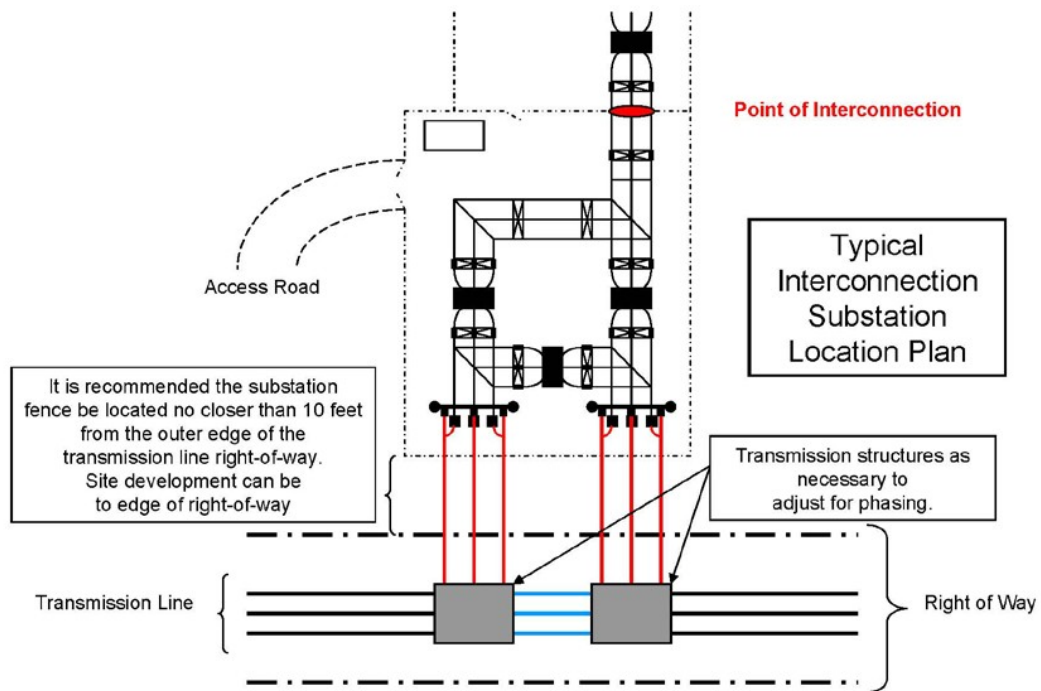 Point of Interconnection
Typical
Interconnection
Substation
Location Plan
Access Road
It is recommended the substation
fence be located no closer than 10 feet
from the outer edge of the
transmission line right-of-way.
Site development can be
to edge of right-of-way
Transmission structures as
necessary to
adjust for phasing.
Transmission Line
Right of Way